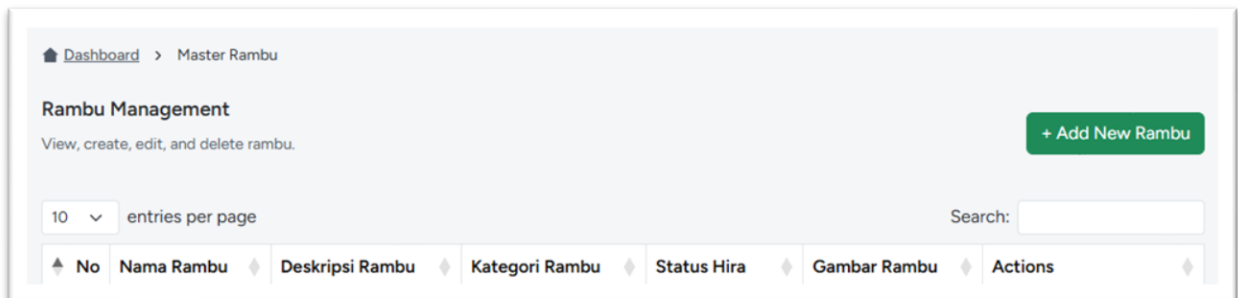 Dashboard > Master Rambu
Rambu Management
View, create, edit, and delete rambu.
+ Add New Rambu
10 entries per page
Search:
No Nama Rambu Deskripsi Rambu Kategori Rambu Status Hira Gambar Rambu Actions